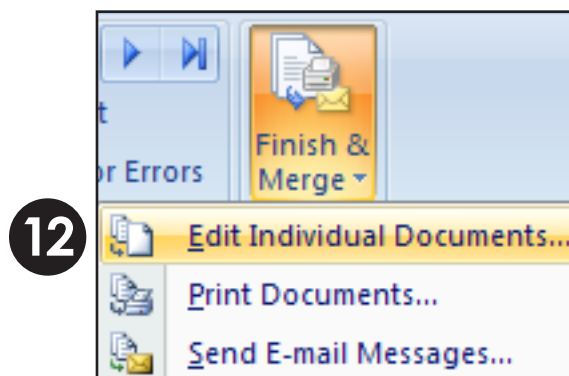 t
or Errors
Finish &
Merge
12
Edit Individual Documents...
Print Documents...
Send E-mail Messages...